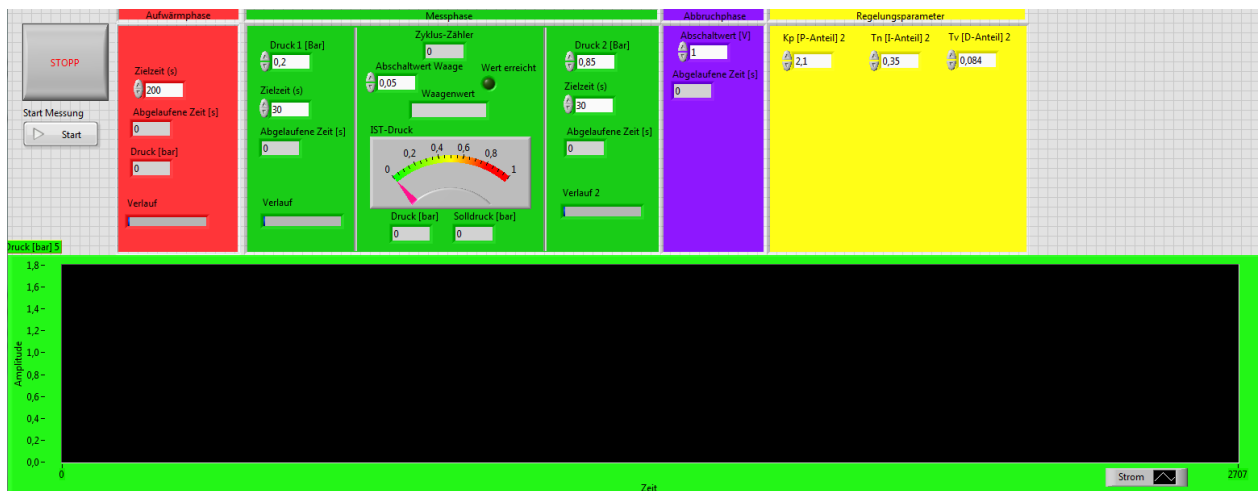 STOPP
Start Messung
Start
Aufwärmphase
Zielzeit (s)
200
Abgelaufene Zeit [s]
0
Druck [bar]
0
Verlauf
Messphase
Druck 1 [Bar]
0,2
Zielzeit (s)
30
Abgelaufene Zeit [s]
0
Verlauf
Zyklus-Zähler
0
Abschaltwert Waage
0,05
Wert erreicht
Waagenwert
IST-Druck
0 0,2 0,4 0,6 0,8 1
Druck [bar]
0
Solldruck [bar]
0
Druck 2 [Bar]
0,85
Zielzeit (s)
30
Abgelaufene Zeit [s]
0
Verlauf 2
Abbruchphase
Abschaltwert [V]
1
Abgelaufene Zeit [s]
0
Regelungsparameter
Kp [P-Anteil] 2
2,1
Tn [I-Anteil] 2
0,35
Tv [D-Anteil] 2
0,084
Druck [bar] 5
Amplitude
1,8
1,6
1,4
1,2
1,0
0,8
0,6
0,4
0,2
0,0
0
2707
Zeit
Strom